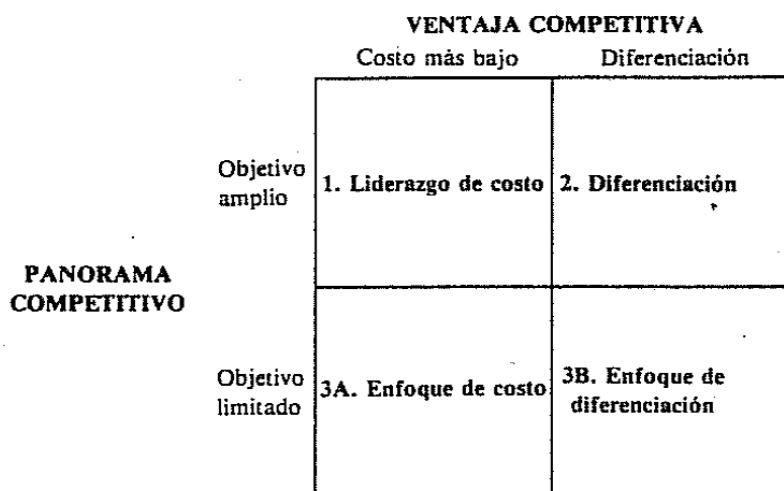 VENTAJA COMPETITIVA
Costo más bajo Diferenciación
Objetivo
amplio
1. Liderazgo de costo
2. Diferenciación
PANORAMA
COMPETITIVO
Objetivo
limitado
3A. Enfoque de costo
3B. Enfoque de
diferenciación